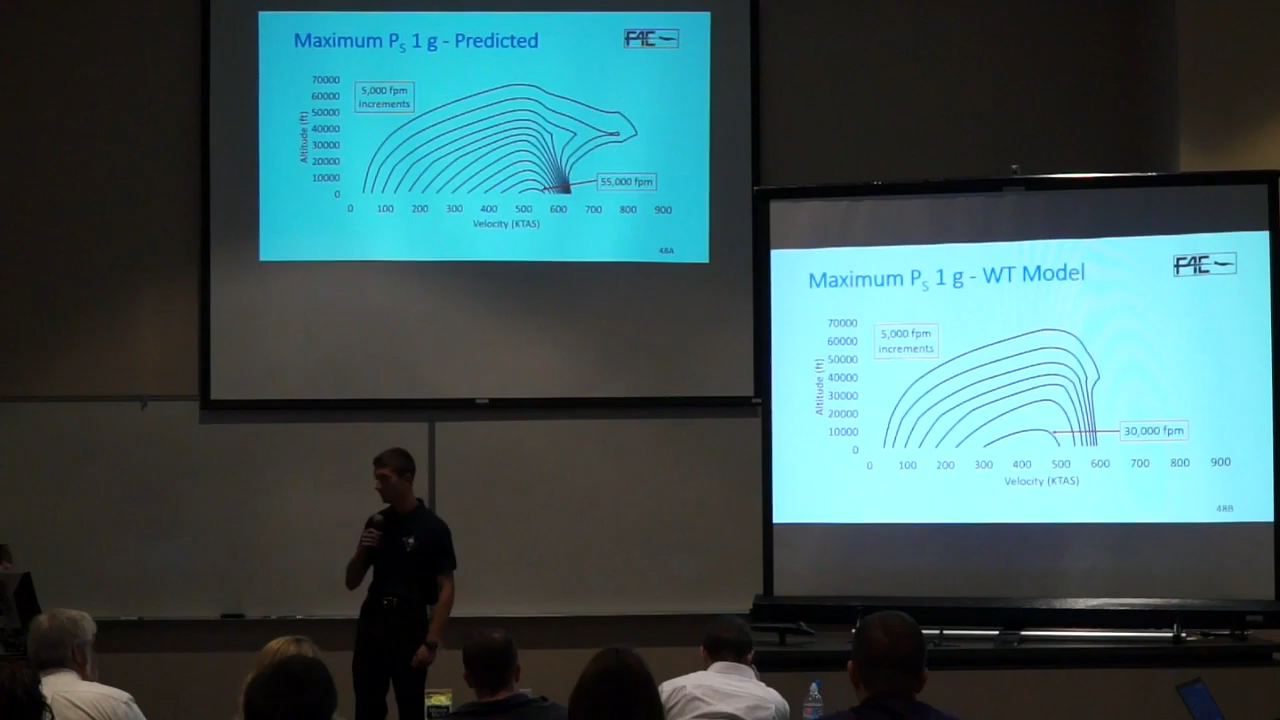 Maximum PS 1 g - Predicted
FAE
5,000 fpm
increments
70000
60000
50000
40000
30000
20000
10000
0
Altitude (ft)
55,000 fpm
0 100 200 300 400 500 600 700 800 900
Velocity (KTAS)
48A
Maximum PS 1 g - WT Model
FAE
5,000 fpm
increments
70000
60000
50000
40000
30000
20000
10000
0
Altitude (ft)
30,000 fpm
0 100 200 300 400 500 600 700 800 900
Velocity (KTAS)
48B